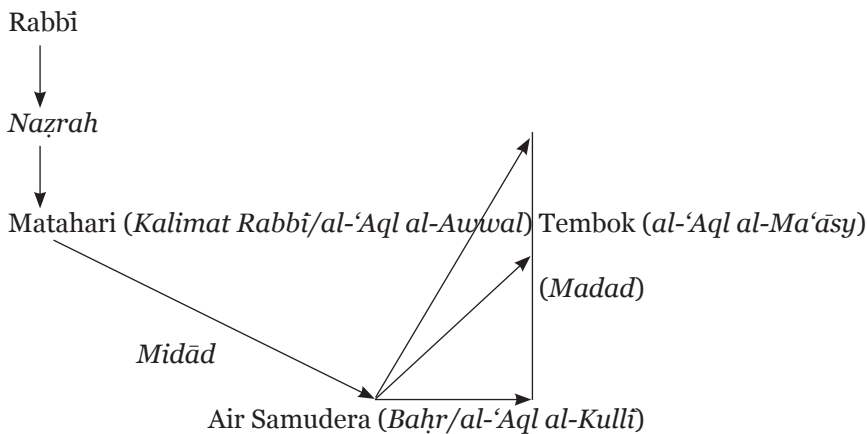 Rabbī
Naẓrah
Matahari (Kalimat Rabbī/al-‘Aql al-Awwal) Tembok (al-‘Aql al-Ma‘āsy)
(Madad)
Midād
Air Samudera (Baḥr/al-‘Aql al-Kullī)